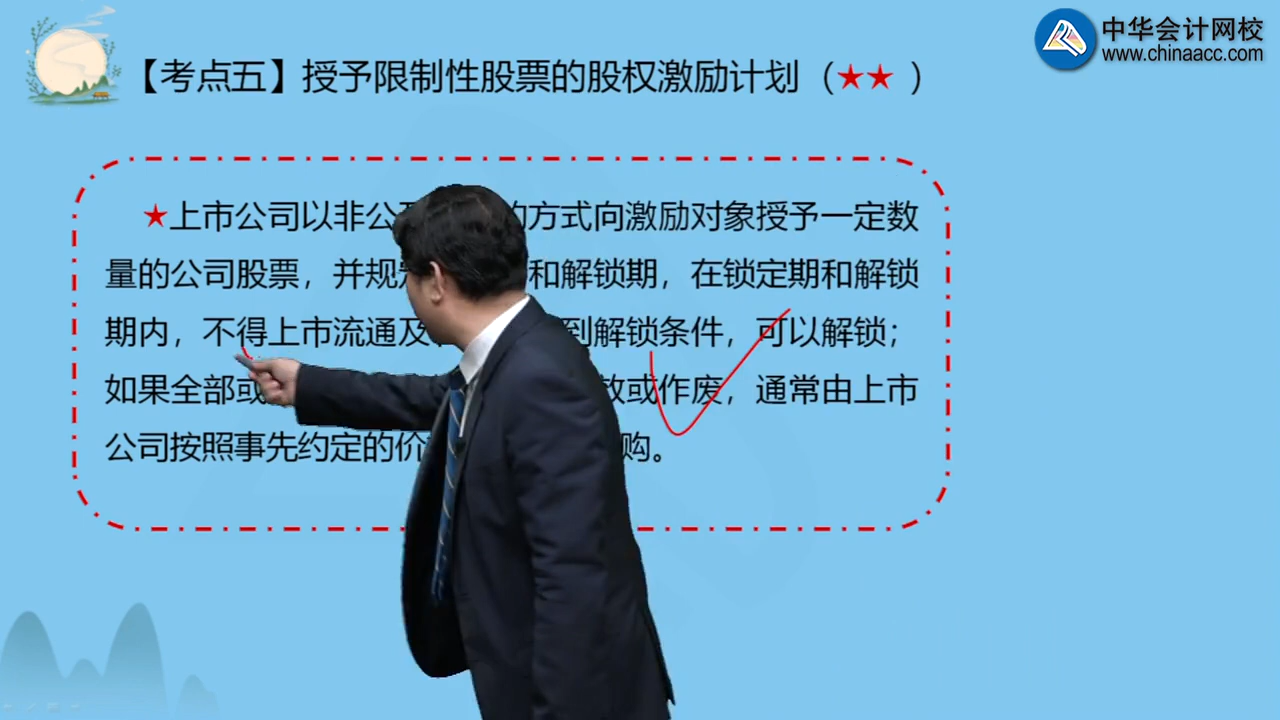 中华会计网校
www.chinaacc.com
【考点五】授予限制性股票的股权激励计划（★★ ）
★上市公司以非公 的方式向激励对象授予一定数
量的公司股票，并规 和解锁期，在锁定期和解锁
期内，不得上市流通及 到解锁条件，可以解锁；
如果全部或 或作废，通常由上市
公司按照事先约定的价 购。